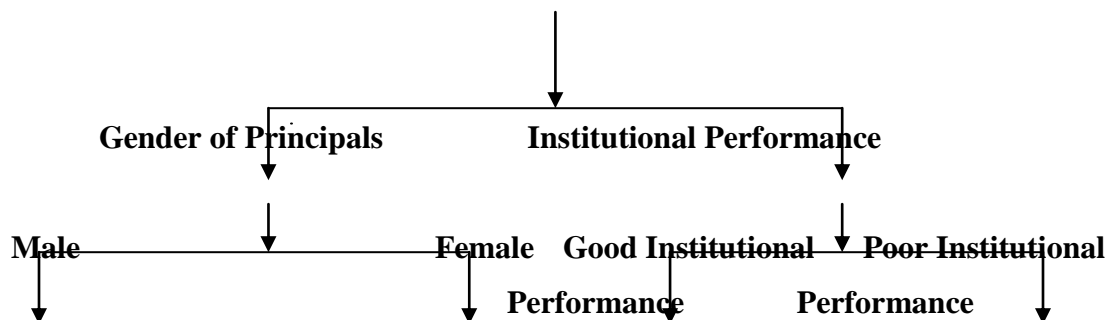 Gender of Principals Institutional Performance
Male Female Good Institutional Poor Institutional
Performance Performance